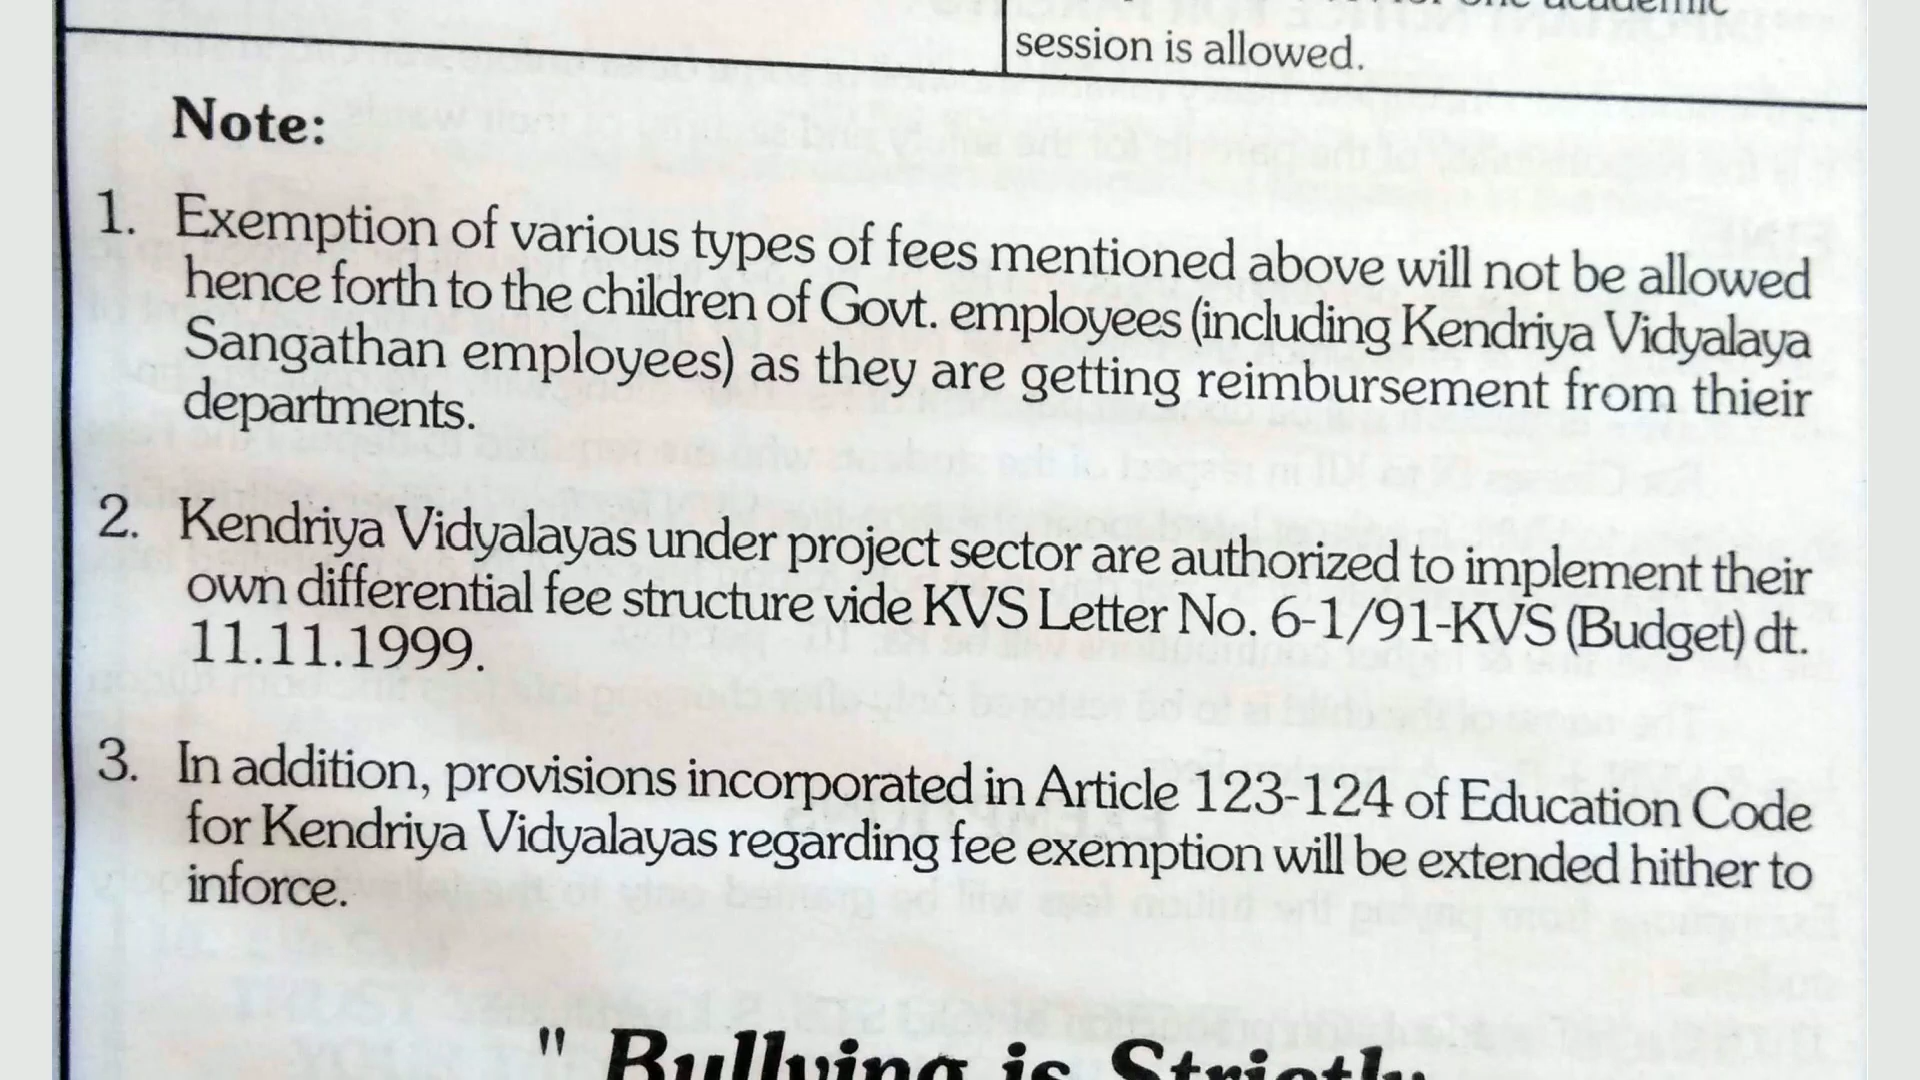 one academic
session is allowed.
Note:
1. Exemption of various types of fees mentioned above will not be allowed
hence forth to the children of Govt. employees (including Kendriya Vidyalaya
Sangathan employees) as they are getting reimbursement from thieir
departments.
2. Kendriya Vidyalayas under project sector are authorized to implement their
own differential fee structure vide KVS Letter No. 6-1/91-KVS (Budget) dt.
11.11.1999.
3. In addition, provisions incorporated in Article 123-124 of Education Code
for Kendriya Vidyalayas regarding fee exemption will be extended hither to
inforce.
" Bullying is Strictly